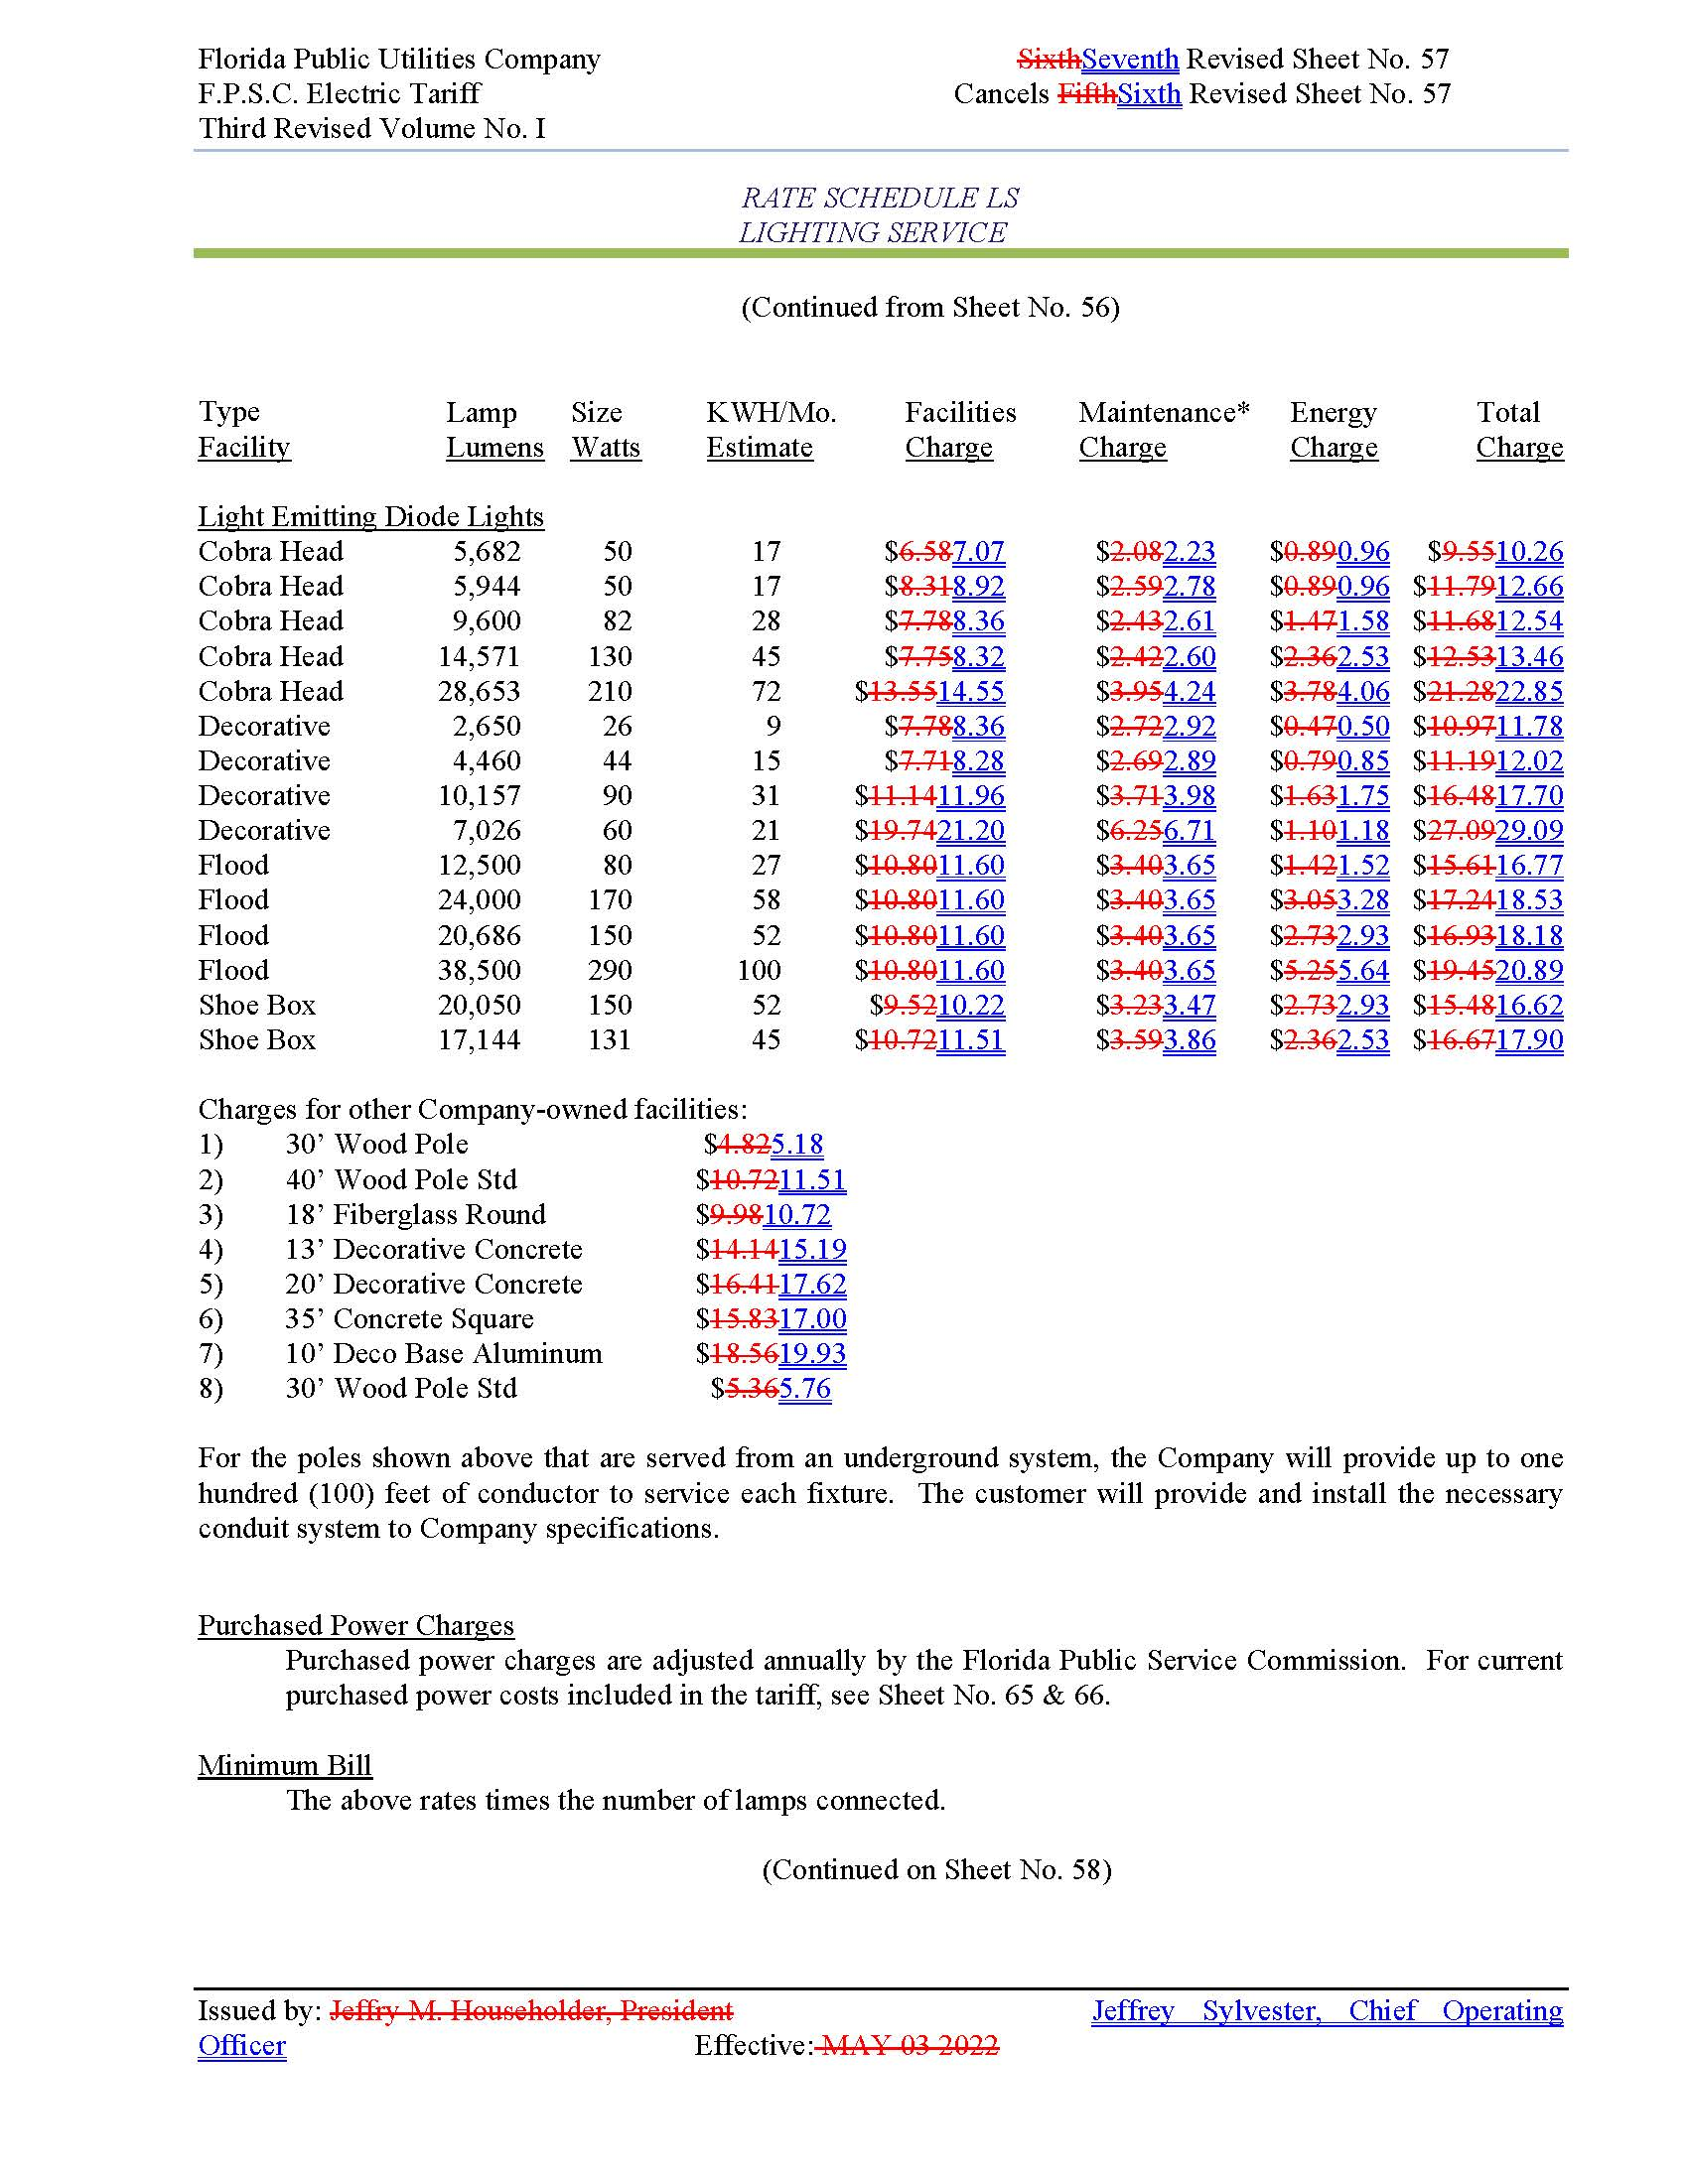 Florida Public Utilities Company SixthSeventh Revised Sheet No. 57
F.P.S.C. Electric Tariff Cancels FifthSixth Revised Sheet No. 57
Third Revised Volume No. I
RATE SCHEDULE LS
LIGHTING SERVICE
(Continued from Sheet No. 56)
Type Lamp Size KWH/Mo. Facilities Maintenance* Energy Total
Facility Lumens Watts Estimate Charge Charge Charge Charge
Light Emitting Diode Lights
Cobra Head 5,682 50 17 $6.587.07 $2.082.23 $0.890.96 $9.5510.26
Cobra Head 5,944 50 17 $8.318.92 $2.592.78 $0.890.96 $11.7912.66
Cobra Head 9,600 82 28 $7.788.36 $2.432.61 $1.471.58 $11.6812.54
Cobra Head 14,571 130 45 $7.758.32 $2.422.60 $2.362.53 $12.5313.46
Cobra Head 28,653 210 72 $13.5514.55 $3.954.24 $3.784.06 $21.2822.85
Decorative 2,650 26 9 $7.788.36 $2.722.92 $0.470.50 $10.9711.78
Decorative 4,460 44 15 $7.718.28 $2.692.89 $0.790.85 $11.1912.02
Decorative 10,157 90 31 $11.1411.96 $3.713.98 $1.631.75 $16.4817.70
Decorative 7,026 60 21 $19.7421.20 $6.256.71 $1.101.18 $27.0929.09
Flood 12,500 80 27 $10.8011.60 $3.403.65 $1.421.52 $15.6116.77
Flood 24,000 170 58 $10.8011.60 $3.403.65 $3.053.28 $17.2418.53
Flood 20,686 150 52 $10.8011.60 $3.403.65 $2.732.93 $16.9318.18
Flood 38,500 290 100 $10.8011.60 $3.403.65 $5.255.64 $19.4520.89
Shoe Box 20,050 150 52 $9.5210.22 $3.233.47 $2.732.93 $15.4816.62
Shoe Box 17,144 131 45 $10.7211.51 $3.593.86 $2.362.53 $16.6717.90
Charges for other Company-owned facilities:
1) 30’ Wood Pole $4.825.18
2) 40’ Wood Pole Std $10.7211.51
3) 18’ Fiberglass Round $9.9810.72
4) 13’ Decorative Concrete $14.1415.19
5) 20’ Decorative Concrete $16.4117.62
6) 35’ Concrete Square $15.8317.00
7) 10’ Deco Base Aluminum $18.5619.93
8) 30’ Wood Pole Std $5.365.76
For the poles shown above that are served from an underground system, the Company will provide up to one
hundred (100) feet of conductor to service each fixture. The customer will provide and install the necessary
conduit system to Company specifications.
Purchased Power Charges
Purchased power charges are adjusted annually by the Florida Public Service Commission. For current
purchased power costs included in the tariff, see Sheet No. 65 & 66.
Minimum Bill
The above rates times the number of lamps connected.
(Continued on Sheet No. 58)
Issued by: Jeffry M. Householder, President Jeffrey Sylvester, Chief Operating
Officer Effective: MAY 03 2022